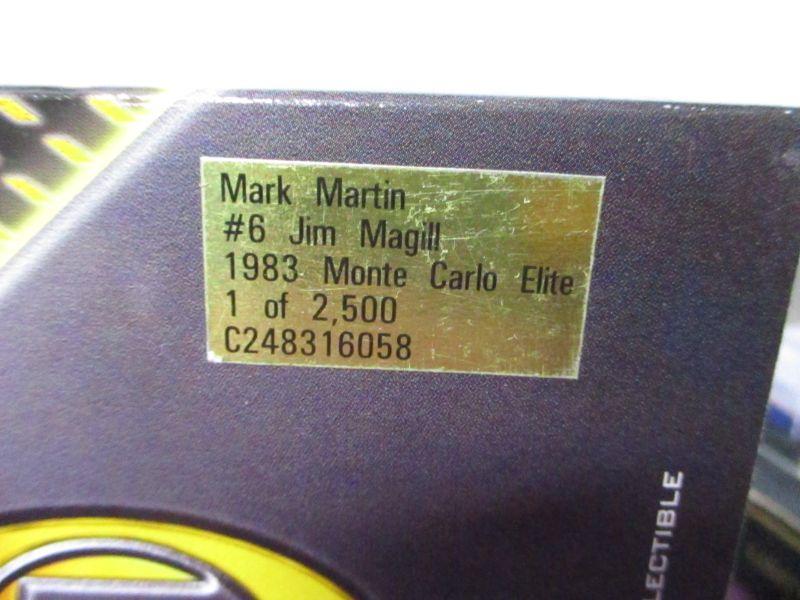 Mark Martin
#6 Jim Magill
1983 Monte Carlo Elite
1 of 2,500
C248316058